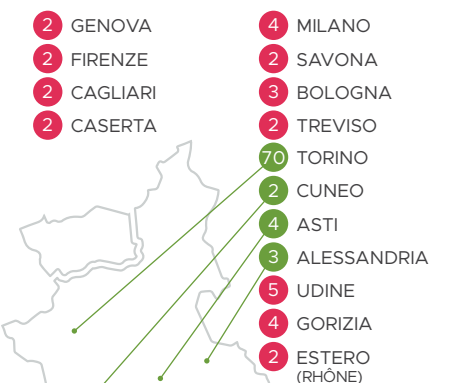 2 GENOVA
2 FIRENZE
2 CAGLIARI
2 CASERTA
4 MILANO
2 SAVONA
3 BOLOGNA
2 TREVISO
70 TORINO
2 CUNEO
4 ASTI
3 ALESSANDRIA
5 UDINE
4 GORIZIA
2 ESTERO
(RHÔNE)